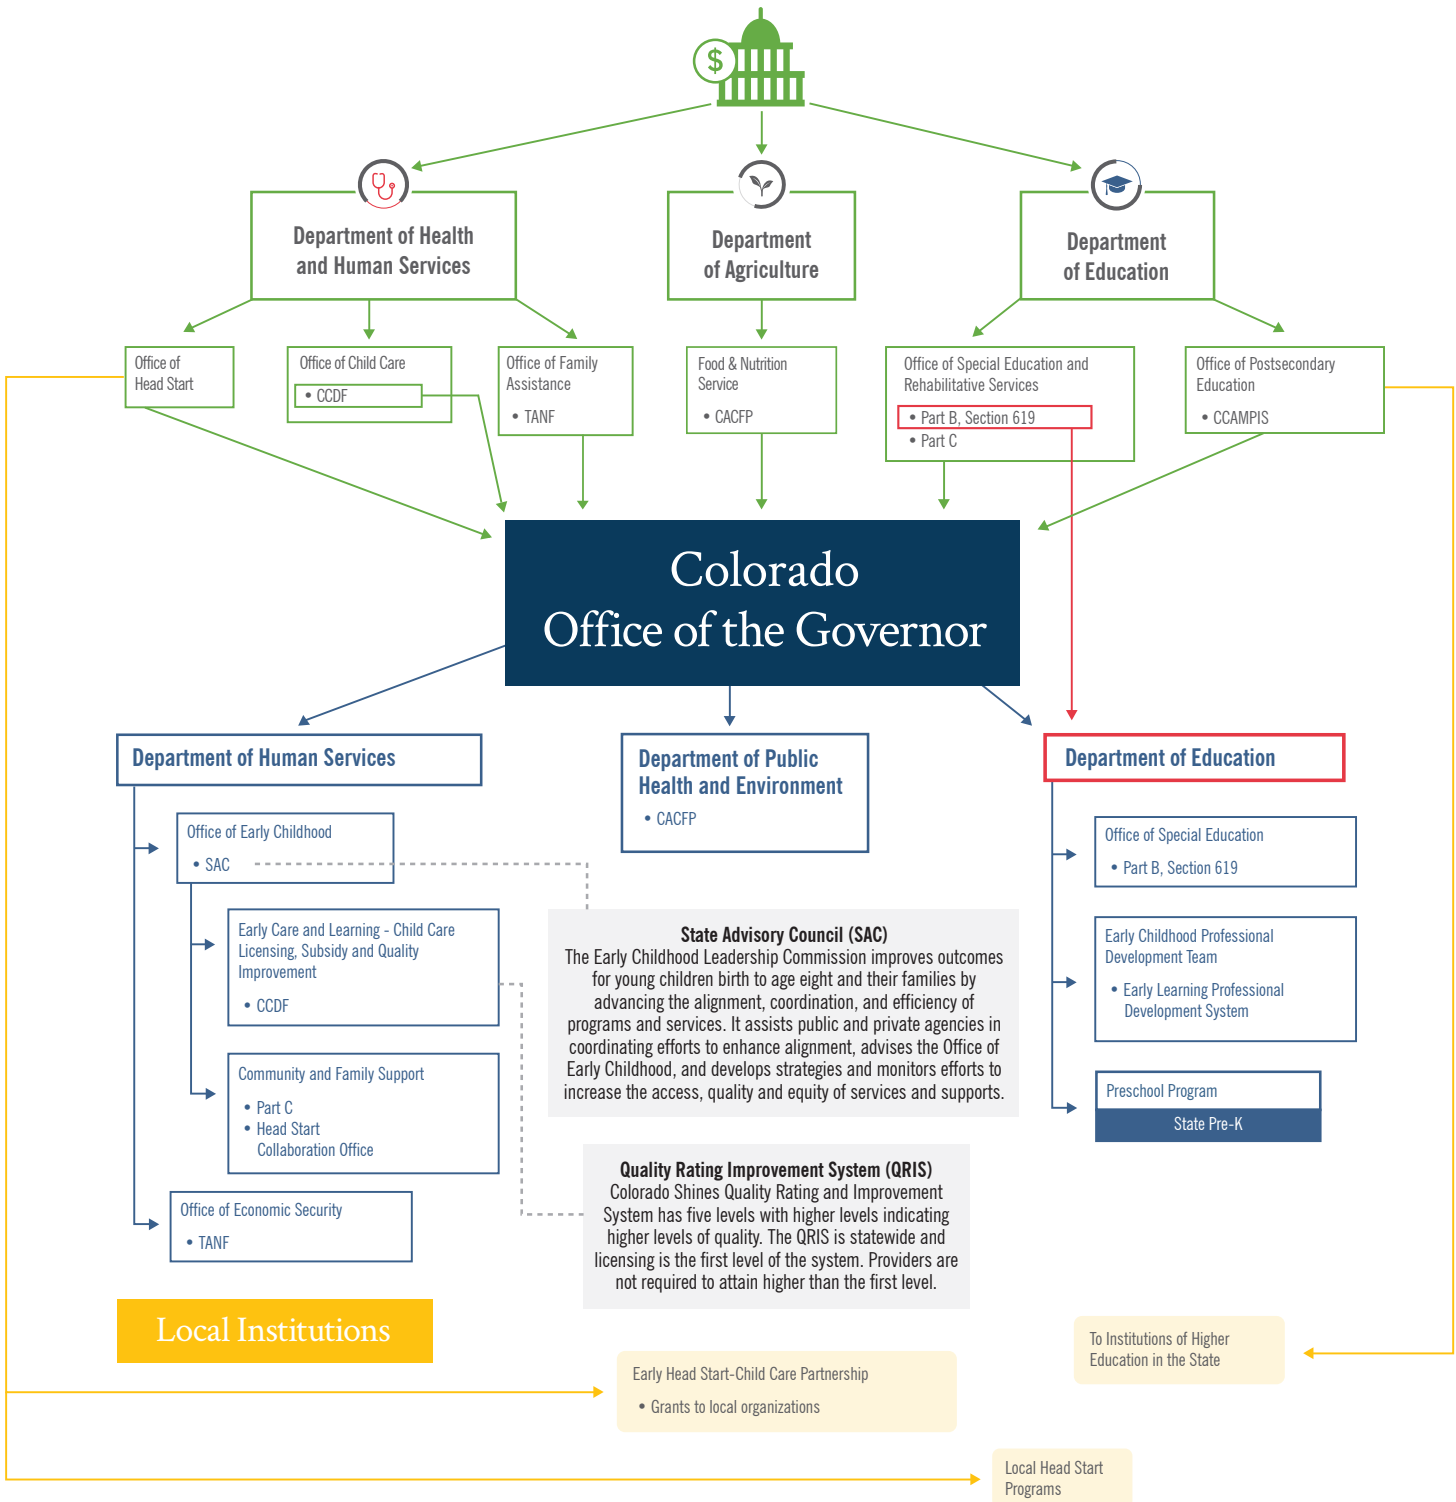 $
Department of Health
and Human Services
Department
of Agriculture
Department
of Education
Office of
Head Start
Office of Child Care
• CCDF
Office of Family
Assistance
• TANF
Food & Nutrition
Service
• CACFP
Office of Special Education and
Rehabilitative Services
• Part B, Section 619
• Part C
Office of Postsecondary
Education
• CCAMPIS
Colorado
Office of the Governor
Department of Human Services
Office of Early Childhood
• SAC
Early Care and Learning - Child Care
Licensing, Subsidy and Quality
Improvement
• CCDF
Community and Family Support
• Part C
• Head Start
Collaboration Office
Office of Economic Security
• TANF
Department of Public
Health and Environment
• CACFP
Department of Education
Office of Special Education
• Part B, Section 619
Early Childhood Professional
Development Team
• Early Learning Professional
Development System
Preschool Program
State Pre-K
State Advisory Council (SAC)
The Early Childhood Leadership Commission improves outcomes
for young children birth to age eight and their families by
advancing the alignment, coordination, and efficiency of
programs and services. It assists public and private agencies in
coordinating efforts to enhance alignment, advises the Office of
Early Childhood, and develops strategies and monitors efforts to
increase the access, quality and equity of services and supports.
Quality Rating Improvement System (QRIS)
Colorado Shines Quality Rating and Improvement
System has five levels with higher levels indicating
higher levels of quality. The QRIS is statewide and
licensing is the first level of the system. Providers are
not required to attain higher than the first level.
Local Institutions
To Institutions of Higher
Education in the State
Early Head Start-Child Care Partnership
• Grants to local organizations
Local Head Start
Programs